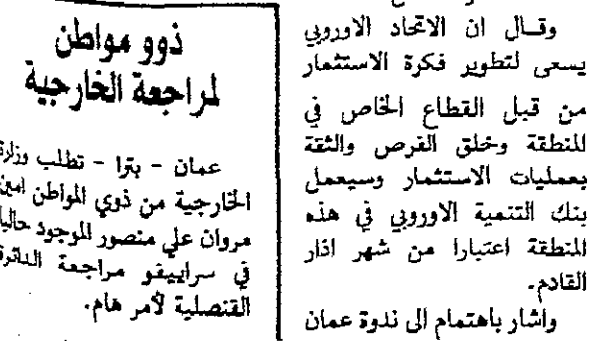 وقال ان الاتحاد الاوروبي
يسعى لتطوير فكرة الاستثمار
من قبل القطاع الخاص في
المنطقة وخلق الفرص والثقة
بعمليات الاستثمار وسيعمل
بنك التنمية الاوروبي في هذه
المنطقة اعتبارا من شهر اذار
القادم.
واشار باهتمام الى ندوة عمان
ذوو مواطن
لمراجعة الخارجية
عمان - بترا - تطلب وزارة
الخارجية من ذوي المواطن امين
مروان علي منصور الموجود حاليا
في سراييفو مراجعة الدائرة
القنصلية لأمر هام.